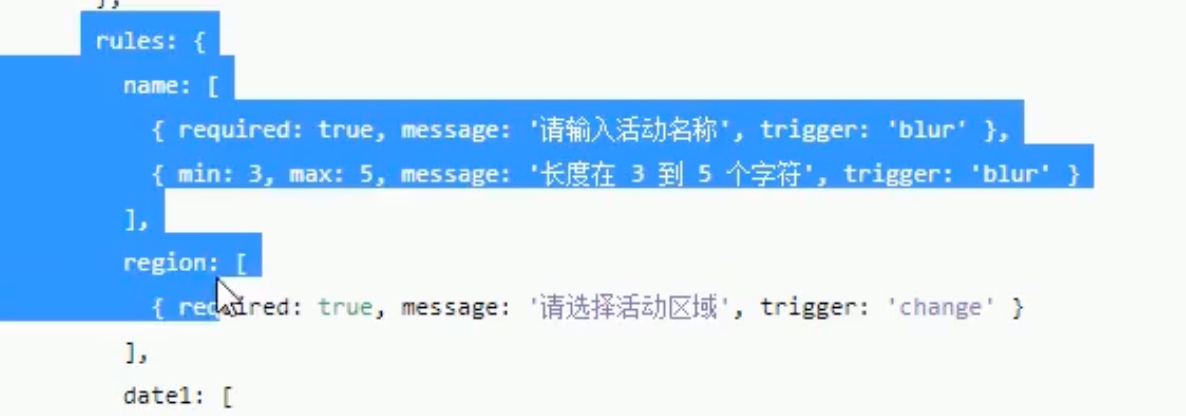 },
rules: {
name: [
{ required: true, message: '请输入活动名称', trigger: 'blur' },
{ min: 3, max: 5, message: '长度在 3 到 5 个字符', trigger: 'blur' }
],
region: [
{ required: true, message: '请选择活动区域', trigger: 'change' }
],
date1: [